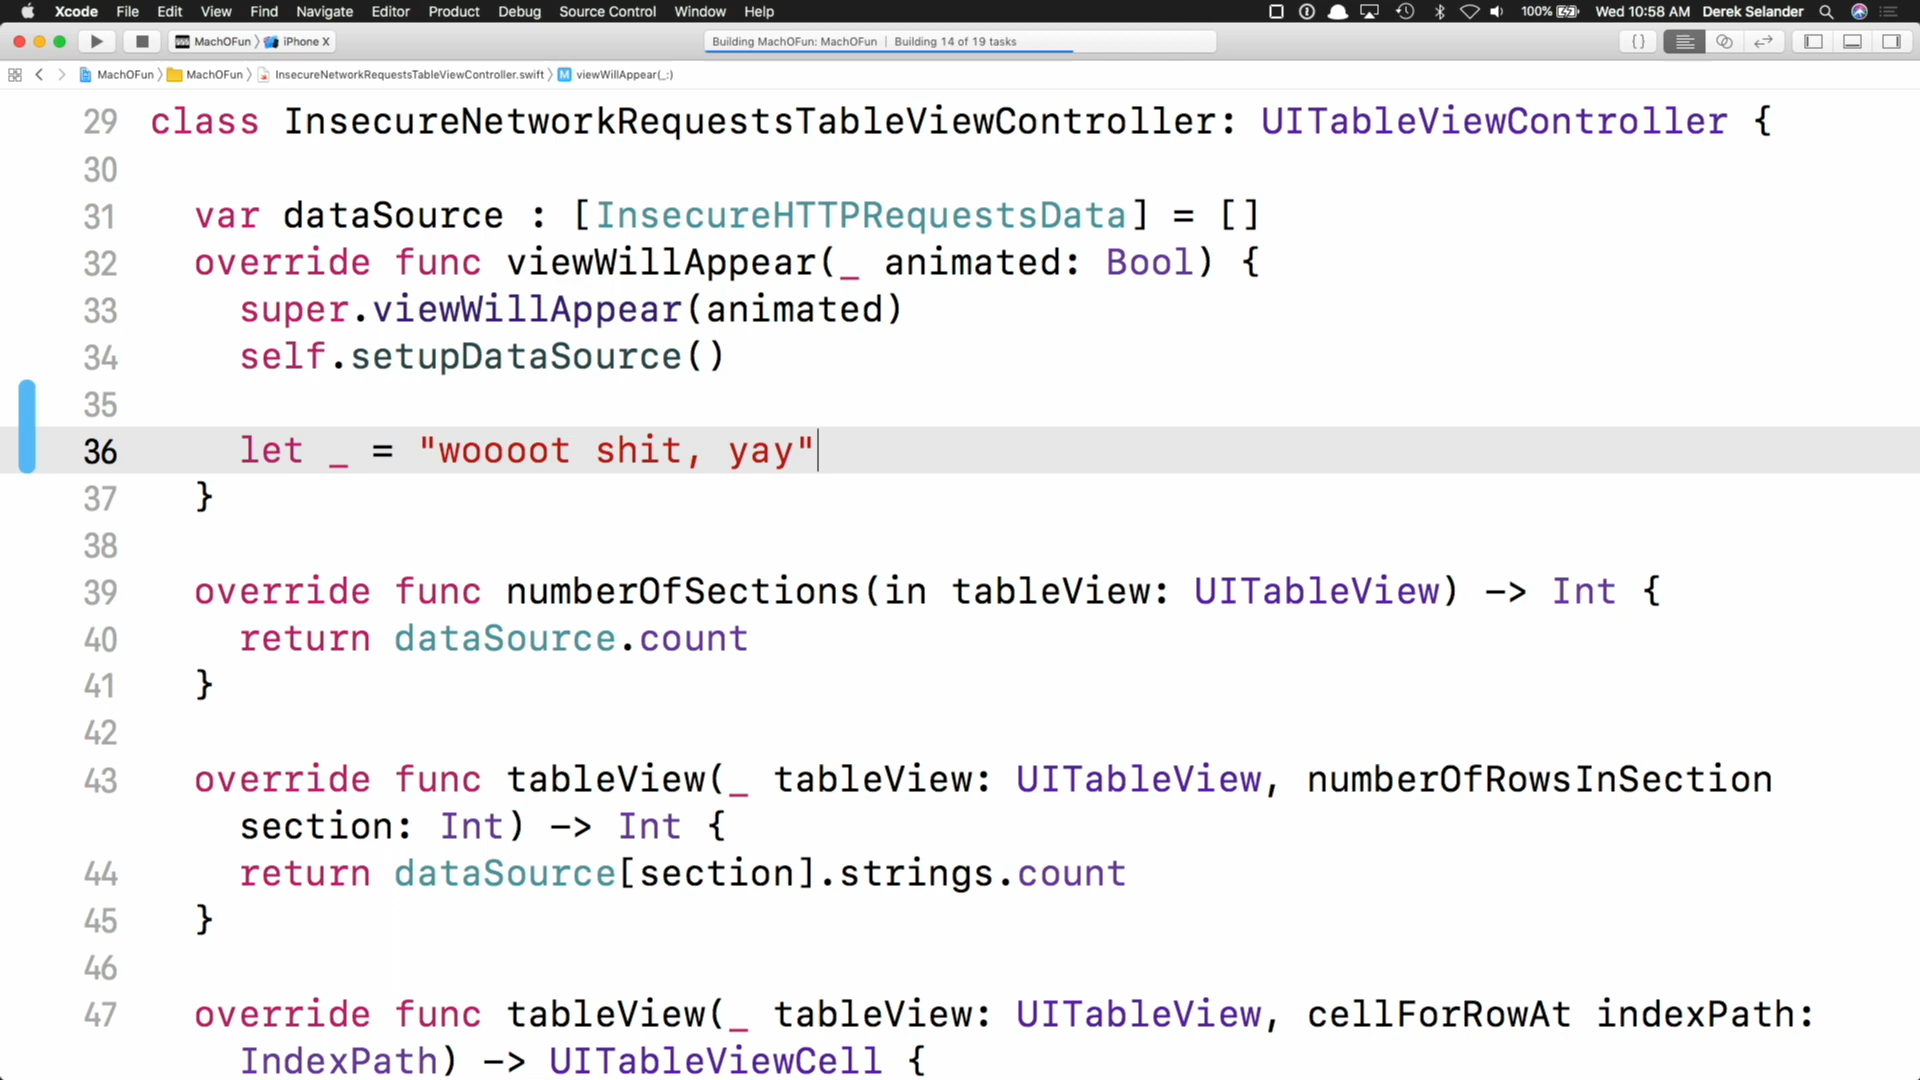 Xcode File Edit View Find Navigate Editor Product Debug Source Control Window Help 100% Wed 10:58 AM Derek Selander
MachOFun iPhone X Building MachOFun: MachOFun | Building 14 of 19 tasks {}
MachOFun MachOFun InsecureNetworkRequestsTableViewController.swift M viewWillAppear(_:)
29 class InsecureNetworkRequestsTableViewController: UITableViewController {
30
31 var dataSource : [InsecureHTTPRequestsData] = []
32 override func viewWillAppear(_ animated: Bool) {
33 super.viewWillAppear(animated)
34 self.setupDataSource()
35
36 let _ = "woooot shit, yay"
37 }
38
39 override func numberOfSections(in tableView: UITableView) -> Int {
40 return dataSource.count
41 }
42
43 override func tableView(_ tableView: UITableView, numberOfRowsInSection
section: Int) -> Int {
44 return dataSource[section].strings.count
45 }
46
47 override func tableView(_ tableView: UITableView, cellForRowAt indexPath:
IndexPath) -> UITableViewCell {